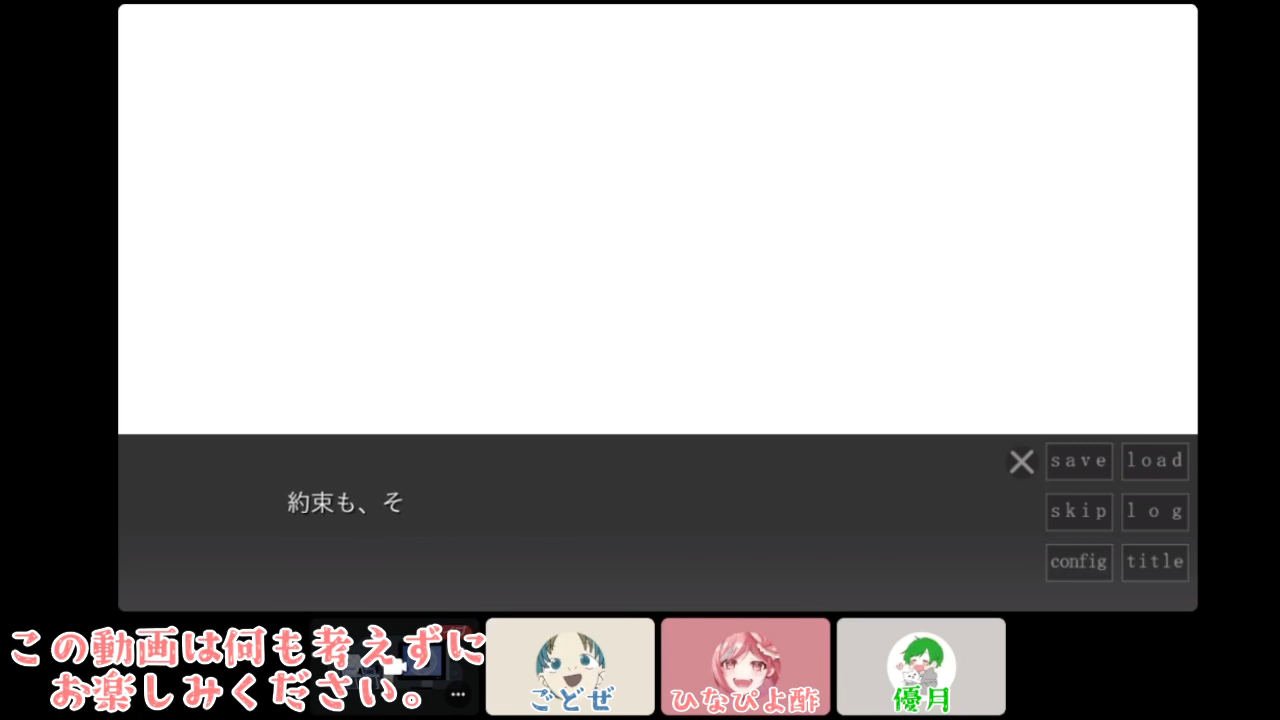 約束も、そ
save
load
skip
log
config
title
この動画は何も考えずに
お楽しみください。
ごどぜ
ひなぴよ酢
優月